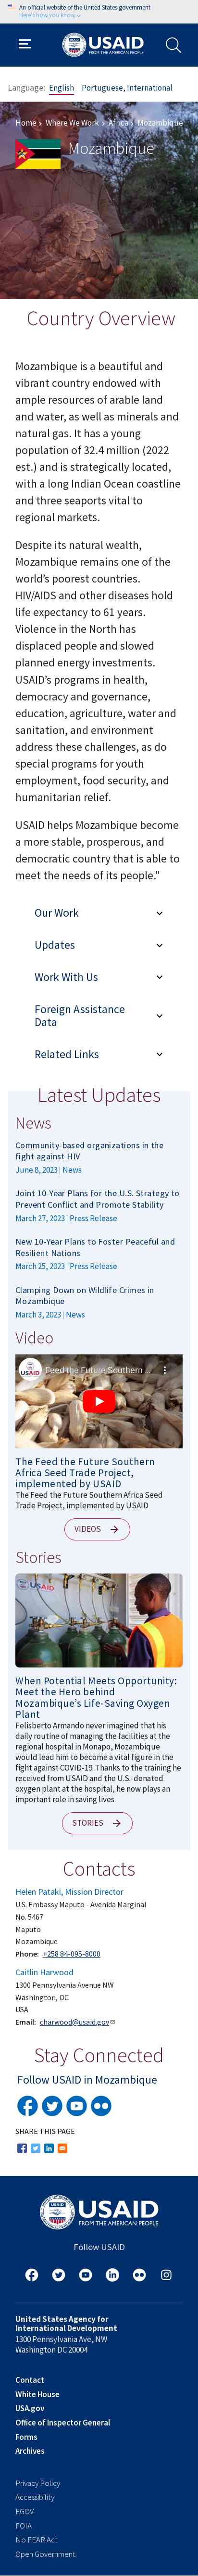 An official website of the United States government
Here's how you know
USAID
FROM THE AMERICAN PEOPLE
Language: English Portuguese, International
Home › Where We Work › Africa › Mozambique
Mozambique
Country Overview
Mozambique is a beautiful and
vibrant country endowed with
ample resources of arable land
and water, as well as minerals and
natural gas. It has a young
population of 32.4 million (2022
est.) and is strategically located,
with a long Indian Ocean coastline
and three seaports vital to
regional markets.
Despite its natural wealth,
Mozambique remains one of the
world's poorest countries.
HIV/AIDS and other diseases hold
life expectancy to 61 years.
Violence in the North has
displaced people and slowed
planned energy investments.
USAID's programs in health,
democracy and governance,
education, agriculture, water and
sanitation, and environment
address these challenges, as do
special programs for youth
employment, food security, and
humanitarian relief.
USAID helps Mozambique become
a more stable, prosperous, and
democratic country that is able to
meet the needs of its people."
Our Work
Updates
Work With Us
Foreign Assistance
Data
Related Links
Latest Updates
News
Community-based organizations in the
fight against HIV
June 8, 2023 | News
Joint 10-Year Plans for the U.S. Strategy to
Prevent Conflict and Promote Stability
March 27, 2023 | Press Release
New 10-Year Plans to Foster Peaceful and
Resilient Nations
March 25, 2023 | Press Release
Clamping Down on Wildlife Crimes in
Mozambique
March 3, 2023 | News
Video
USAID
Feed the Future Southern ...
The Feed the Future Southern
Africa Seed Trade Project,
implemented by USAID
The Feed the Future Southern Africa Seed
Trade Project, implemented by USAID
VIDEOS
Stories
USAID
When Potential Meets Opportunity:
Meet the Hero behind
Mozambique's Life-Saving Oxygen
Plant
Felisberto Armando never imagined that his
daily routine of managing the facilities at the
regional hospital in Monapo, Mozambique
would lead him to become a vital figure in the
fight against COVID-19. Thanks to the training he
received from USAID and the U.S.-donated
oxygen plant at the hospital, he now plays an
important role in saving lives.
STORIES
Contacts
Helen Pataki, Mission Director
U.S. Embassy Maputo - Avenida Marginal
No. 5467
Maputo
Mozambique
Phone: +258 84-095-8000
Caitlin Harwood
1300 Pennsylvania Avenue NW
Washington, DC
USA
Email: charwood@usaid.gov
Stay Connected
Follow USAID in Mozambique
SHARE THIS PAGE
USAID
FROM THE AMERICAN PEOPLE
Follow USAID
United States Agency for
International Development
1300 Pennsylvania Ave, NW
Washington DC 20004
Contact
White House
USA.gov
Office of Inspector General
Forms
Archives
Privacy Policy
Accessibility
EGOV
FOIA
No FEAR Act
Open Government